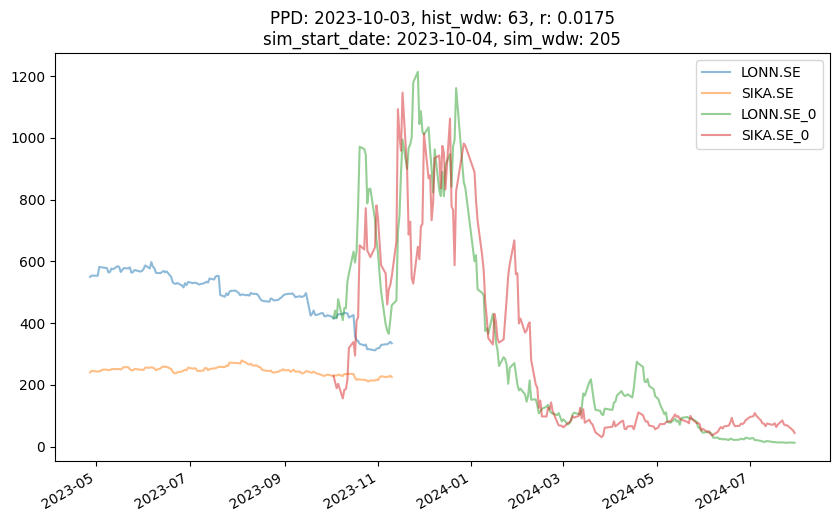 PPD: 2023-10-03, hist_wdw: 63, r: 0.0175
sim_start_date: 2023-10-04, sim_wdw: 205
LONN.SE
SIKA.SE
LONN.SE_0
SIKA.SE_0
1200
1000
800
600
400
200
0
2023-05
2023-07
2023-09
2023-11
2024-01
2024-03
2024-05
2024-07